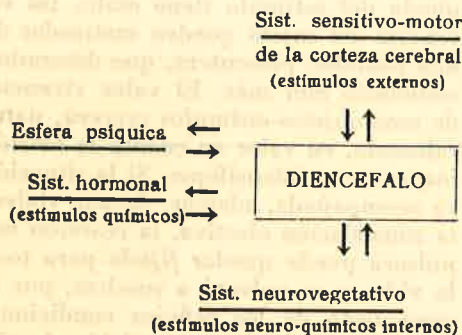 Sist. sensitivo-motor
de la corteza cerebral
(estímulos externos)
Esfera psiquica
Sist. hormonal
(estímulos químicos)
DIENCEFALO
Sist. neurovegetativo
(estímulos neuro-químicos internos)